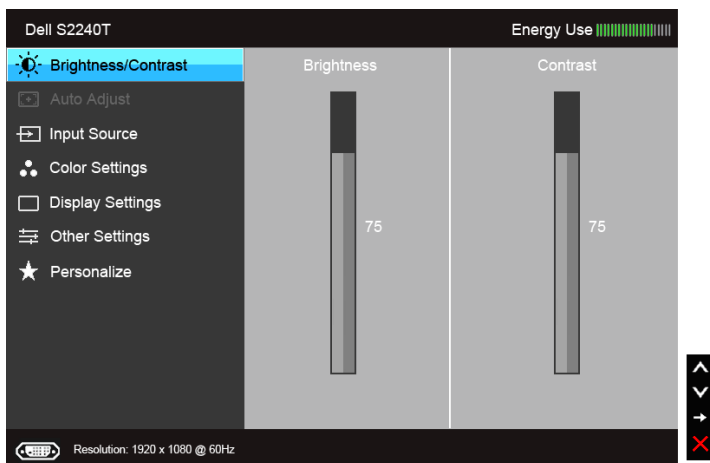 Dell S2240T
Energy Use
Brightness/Contrast
Brightness
Contrast
Auto Adjust
Input Source
Color Settings
Display Settings
75
75
Other Settings
Personalize
Resolution: 1920 x 1080 @ 60Hz